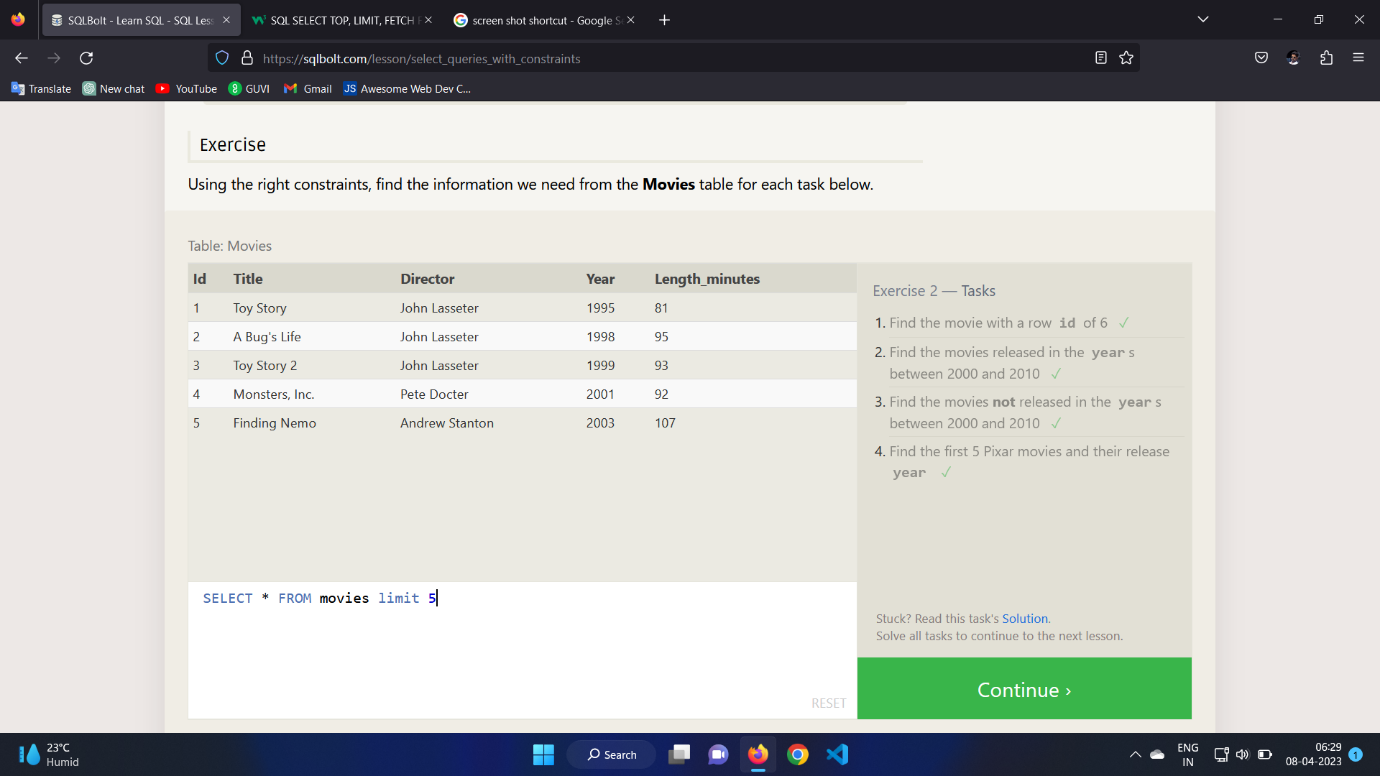 SQLBolt - Learn SQL - SQL Less
SQL SELECT TOP, LIMIT, FETCH F
screen shot shortcut - Google Se
https://sqlbolt.com/lesson/select_queries_with_constraints
Translate New chat YouTube GUVI Gmail JS Awesome Web Dev C...
Exercise
Using the right constraints, find the information we need from the Movies table for each task below.
Table: Movies
Id Title Director Year Length_minutes
1 Toy Story John Lasseter 1995 81
2 A Bug's Life John Lasseter 1998 95
3 Toy Story 2 John Lasseter 1999 93
4 Monsters, Inc. Pete Docter 2001 92
5 Finding Nemo Andrew Stanton 2003 107
SELECT * FROM movies limit 5
RESET
Exercise 2 — Tasks
1. Find the movie with a row id of 6 ✓
2. Find the movies released in the year s
between 2000 and 2010 ✓
3. Find the movies not released in the year s
between 2000 and 2010 ✓
4. Find the first 5 Pixar movies and their release
year ✓
Stuck? Read this task's Solution.
Solve all tasks to continue to the next lesson.
Continue ›
23°C
Humid
Search
ENG
IN
06:29
08-04-2023
1